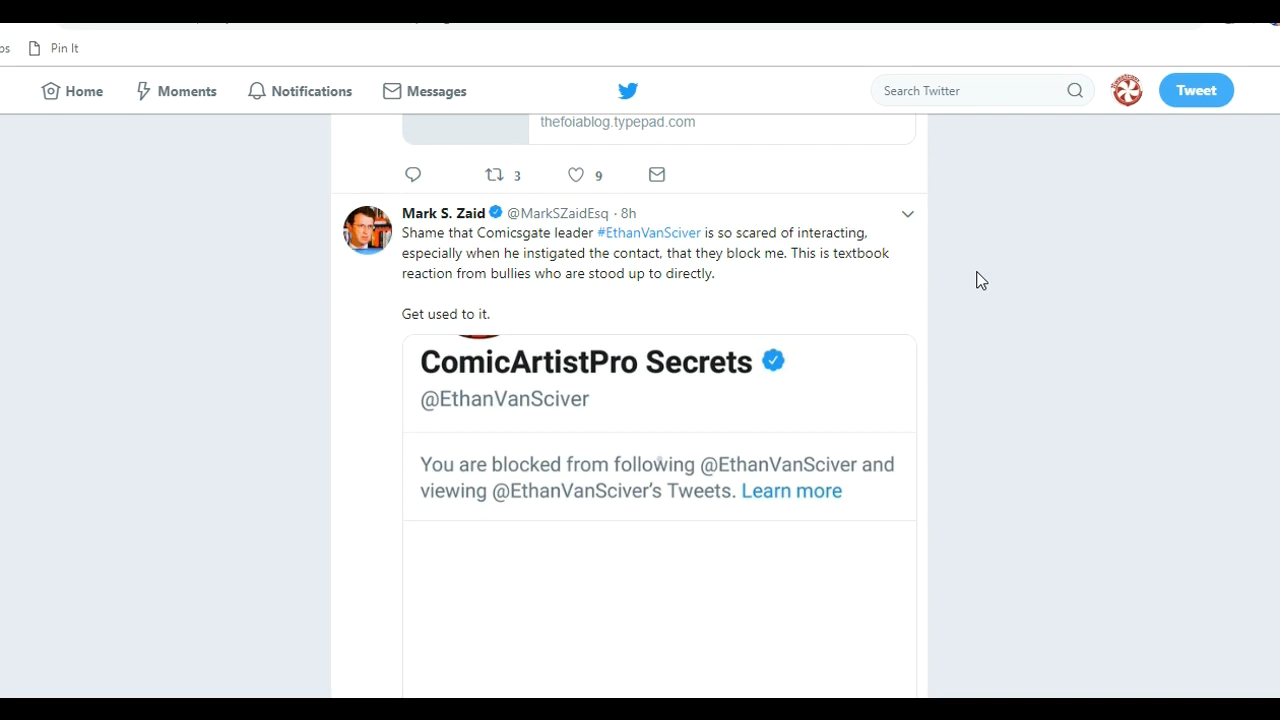 os Pin It
Home Moments Notifications Messages Search Twitter Tweet
thefoiablog.typepad.com
3 9
Mark S. Zaid @MarkSZaidEsq · 8h
Shame that Comicsgate leader #EthanVanSciver is so scared of interacting,
especially when he instigated the contact, that they block me. This is textbook
reaction from bullies who are stood up to directly.
Get used to it.
ComicArtistPro Secrets
@EthanVanSciver
You are blocked from following @EthanVanSciver and
viewing @EthanVanSciver's Tweets. Learn more